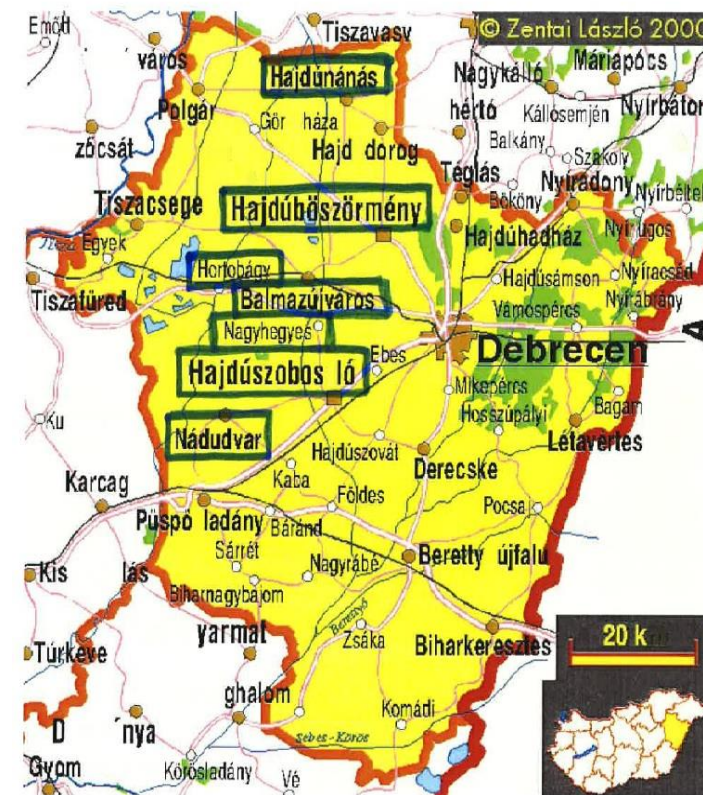 © Zentai László 2000
Emőd
Tiszavasv
város
Hajdúnánás
Nagykálló
Máriapócs
Polgár
Kállósemjén
Nyírbátor
Gör háza
hértó
zőcsát
Hajd dorog
Balkány
Szakoly
Téglás
Bököny
Nyíradony
Tiszacsege
Hajdúböszörmény
Nyírbéltel
Hajdúhadház
Egyek
Hortobágy
Hajdúsámson
Nyíracsád
Tiszafüred
Balmazújváros
Nyírábrány
Vámospércs
Nagyhegyes
Debrecen
Ebes
Hajdúszobos ló
Mikepércs
Bagam
Hosszúpályi
Ku
Nádudvar
Létavértes
Hajdúszovát
Derecske
Kaba
Karcag
Földes
Pocsa
Püspö ladány
Báránd
Sárrét
Berettý újfalu
Kis lás
Nagyrábé
Biharnagybajom
Berettyó
20 k
Zsáka
Biharkeresztes
Túrkeve
yarmat
ghalom
Komádi
D ´nya
Sebes-Körös
Gyom
Körösladány
Vé